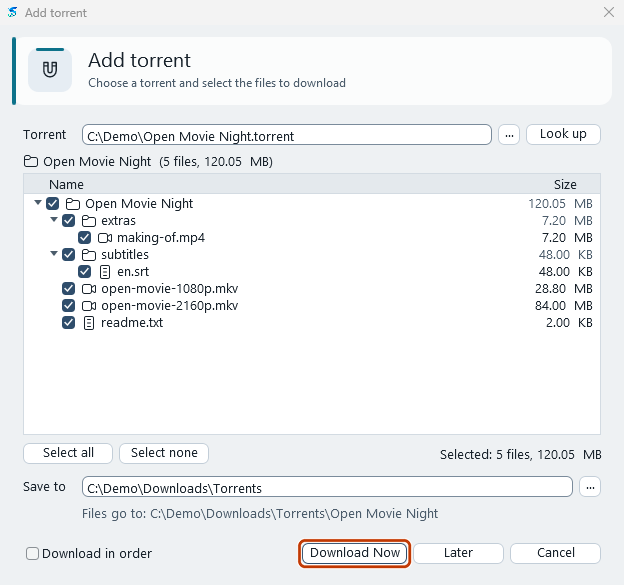 Add torrent
Add torrent
Choose a torrent and select the files to download
Torrent C:\Demo\Open Movie Night.torrent ... Look up
Open Movie Night (5 files, 120.05 MB)
Name Size
Open Movie Night 120.05 MB
extras 7.20 MB
making-of.mp4 7.20 MB
subtitles 48.00 KB
en.srt 48.00 KB
open-movie-1080p.mkv 28.80 MB
open-movie-2160p.mkv 84.00 MB
readme.txt 2.00 KB
Select all Select none Selected: 5 files, 120.05 MB
Save to C:\Demo\Downloads\Torrents ...
Files go to: C:\Demo\Downloads\Torrents\Open Movie Night
Download in order Download Now Later Cancel